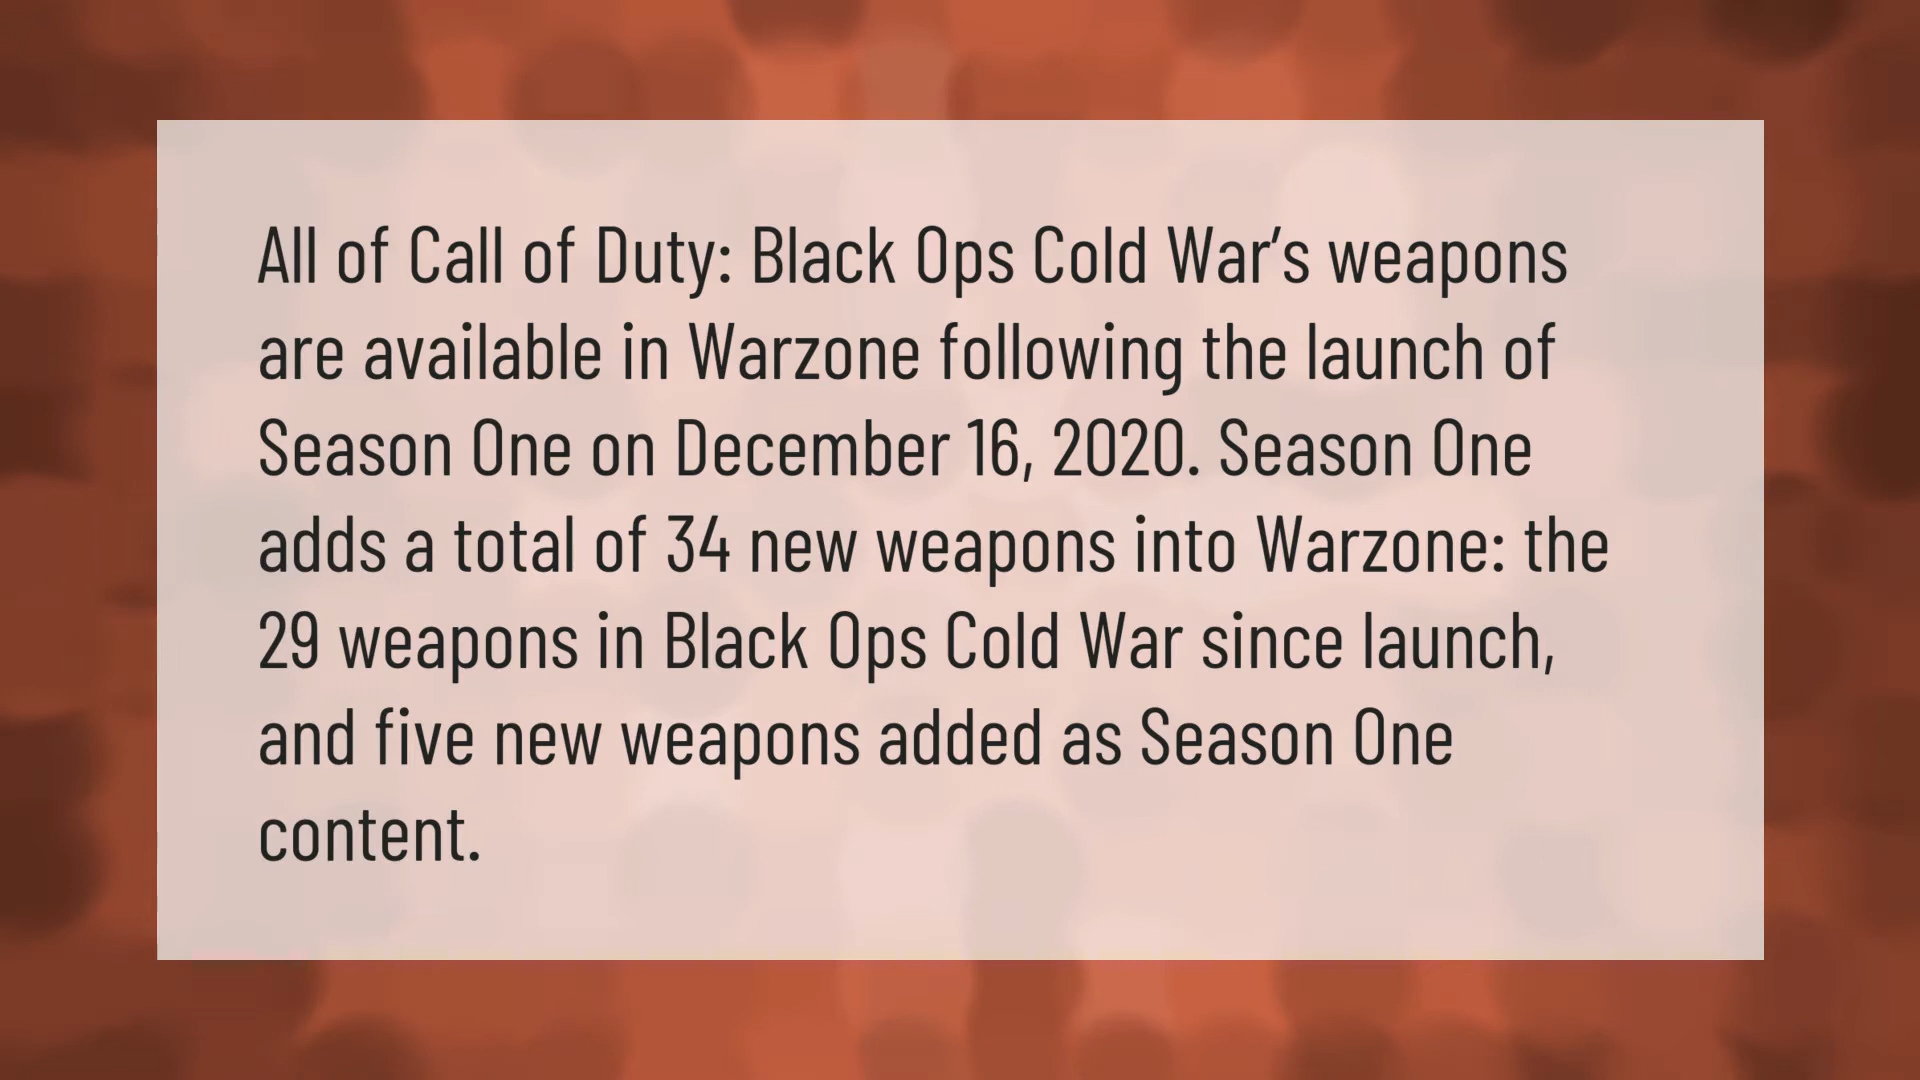 All of Call of Duty: Black Ops Cold War’s weapons
are available in Warzone following the launch of
Season One on December 16, 2020. Season One
adds a total of 34 new weapons into Warzone: the
29 weapons in Black Ops Cold War since launch,
and five new weapons added as Season One
content.